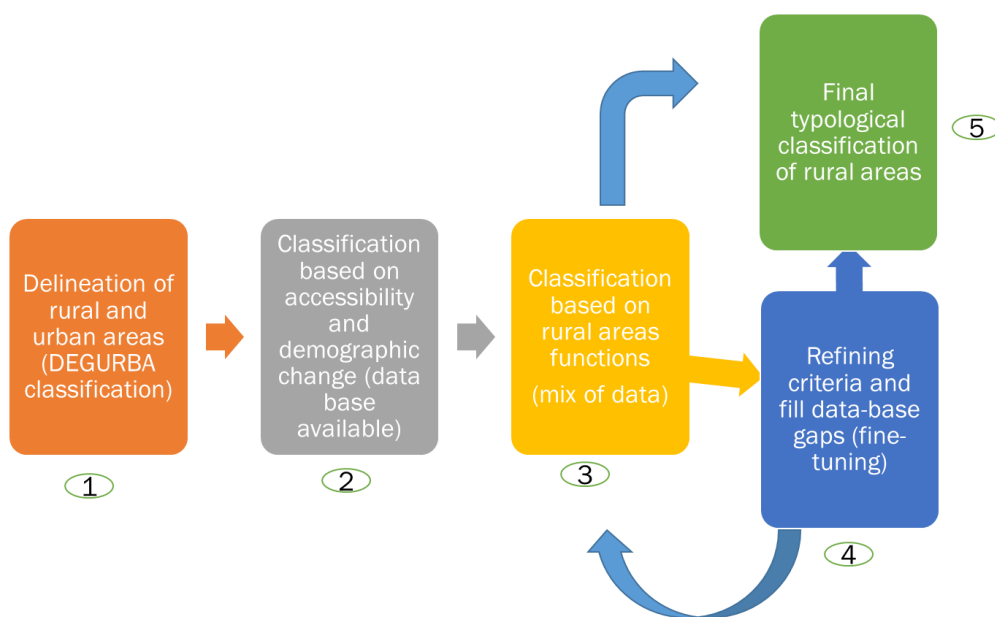 Delineation of
rural and
urban areas
(DEGURBA
classification)
1
Classification
based on
accessibility
and
demographic
change (data
base
available)
2
Classification
based on
rural areas
functions
(mix of data)
3
Refining
criteria and
fill data-base
gaps (fine-
tuning)
4
Final
typological
classification
of rural areas
5